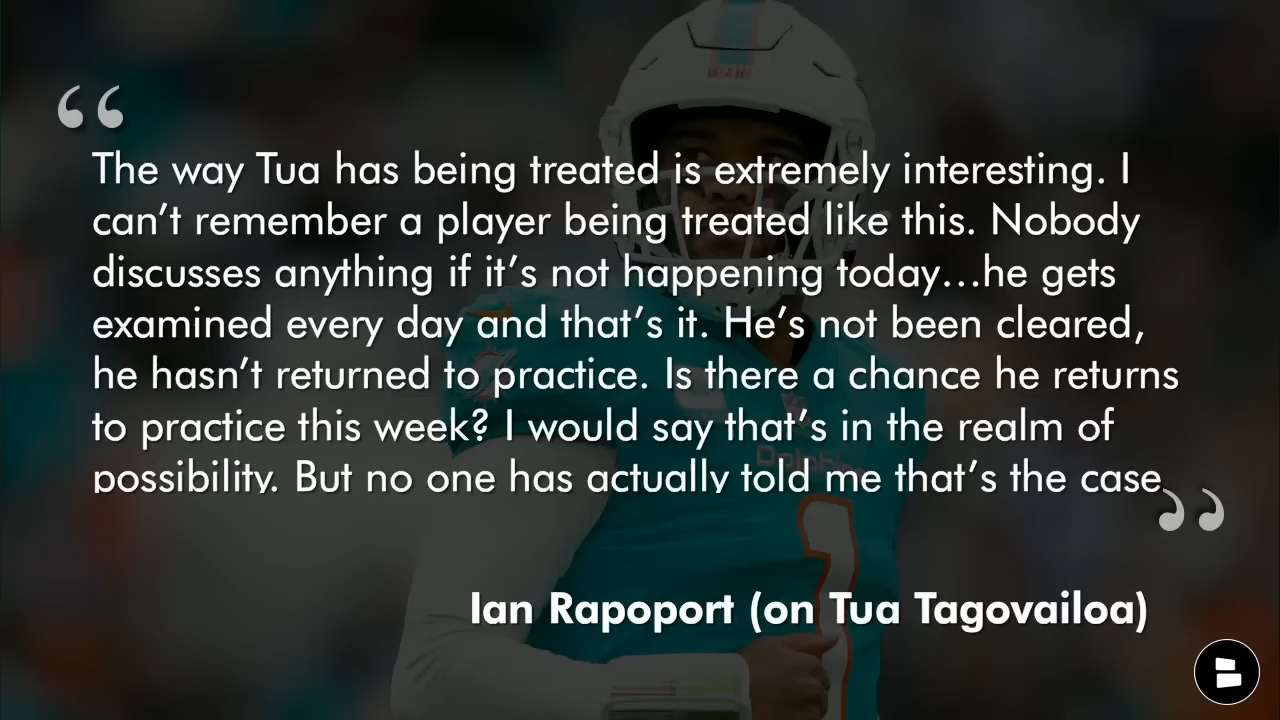 MIAMI
“
The way Tua has being treated is extremely interesting. I
can’t remember a player being treated like this. Nobody
discusses anything if it’s not happening today…he gets
examined every day and that’s it. He’s not been cleared,
he hasn’t returned to practice. Is there a chance he returns
to practice this week? I would say that’s in the realm of
possibility. But no one has actually told me that’s the case
”
Dolphins
1
Ian Rapoport (on Tua Tagovailoa)